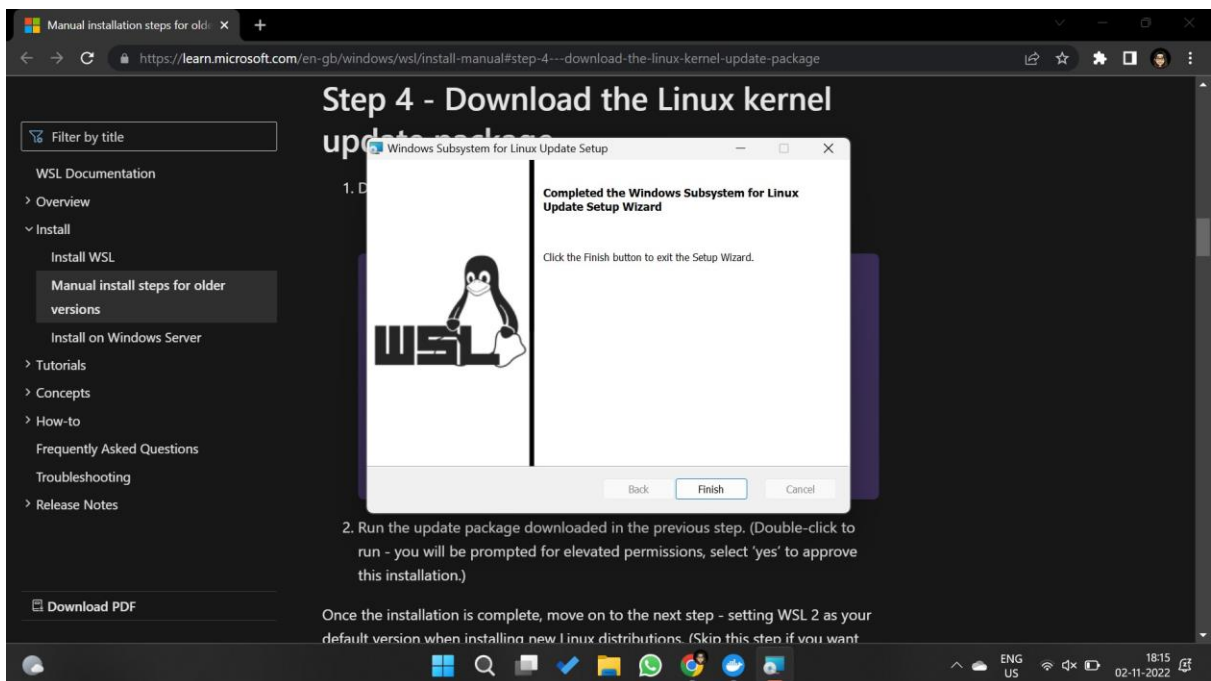 Manual installation steps for old
https://learn.microsoft.com/en-gb/windows/wsl/install-manual#step-4---download-the-linux-kernel-update-package
Filter by title
WSL Documentation
Overview
Install
Install WSL
Manual install steps for older
versions
Install on Windows Server
Tutorials
Concepts
How-to
Frequently Asked Questions
Troubleshooting
Release Notes
Download PDF
Step 4 - Download the Linux kernel
update package
1. D
Windows Subsystem for Linux Update Setup
Completed the Windows Subsystem for Linux
Update Setup Wizard
Click the Finish button to exit the Setup Wizard.
WSL
Back Finish Cancel
2. Run the update package downloaded in the previous step. (Double-click to
run - you will be prompted for elevated permissions, select ‘yes’ to approve
this installation.)
Once the installation is complete, move on to the next step - setting WSL 2 as your
default version when installing new Linux distributions. (Skip this step if you want
ENG
US
18:15
02-11-2022